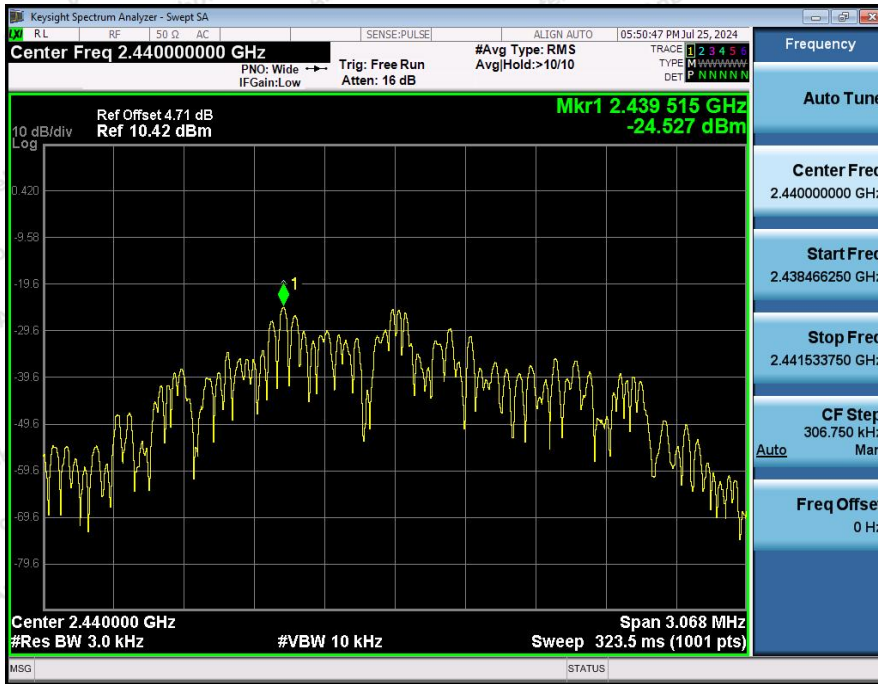 Keysight Spectrum Analyzer - Swept SA
LXI RL RF 50 Ω AC SENSE:PULSE ALIGN AUTO 05:50:47 PM Jul 25, 2024
Center Freq 2.440000000 GHz
PNO: Wide
IFGain:Low
Trig: Free Run
Atten: 16 dB
#Avg Type: RMS
Avg|Hold:>10/10
TRACE 1 2 3 4 5 6
TYPE M WWWWW
DET P N N N N N
Frequency
Auto Tune
Mkr1 2.439 515 GHz
-24.527 dBm
Ref Offset 4.71 dB
10 dB/div Ref 10.42 dBm
Log
1
0.420
-9.58
-19.6
-29.6
-39.6
-49.6
-59.6
-69.6
-79.6
Center 2.440000 GHz Span 3.068 MHz
#Res BW 3.0 kHz #VBW 10 kHz Sweep 323.5 ms (1001 pts)
Center Freq
2.440000000 GHz
Start Freq
2.438466250 GHz
Stop Freq
2.441533750 GHz
CF Step
306.750 kHz
Auto Man
Freq Offset
0 Hz
MSG STATUS